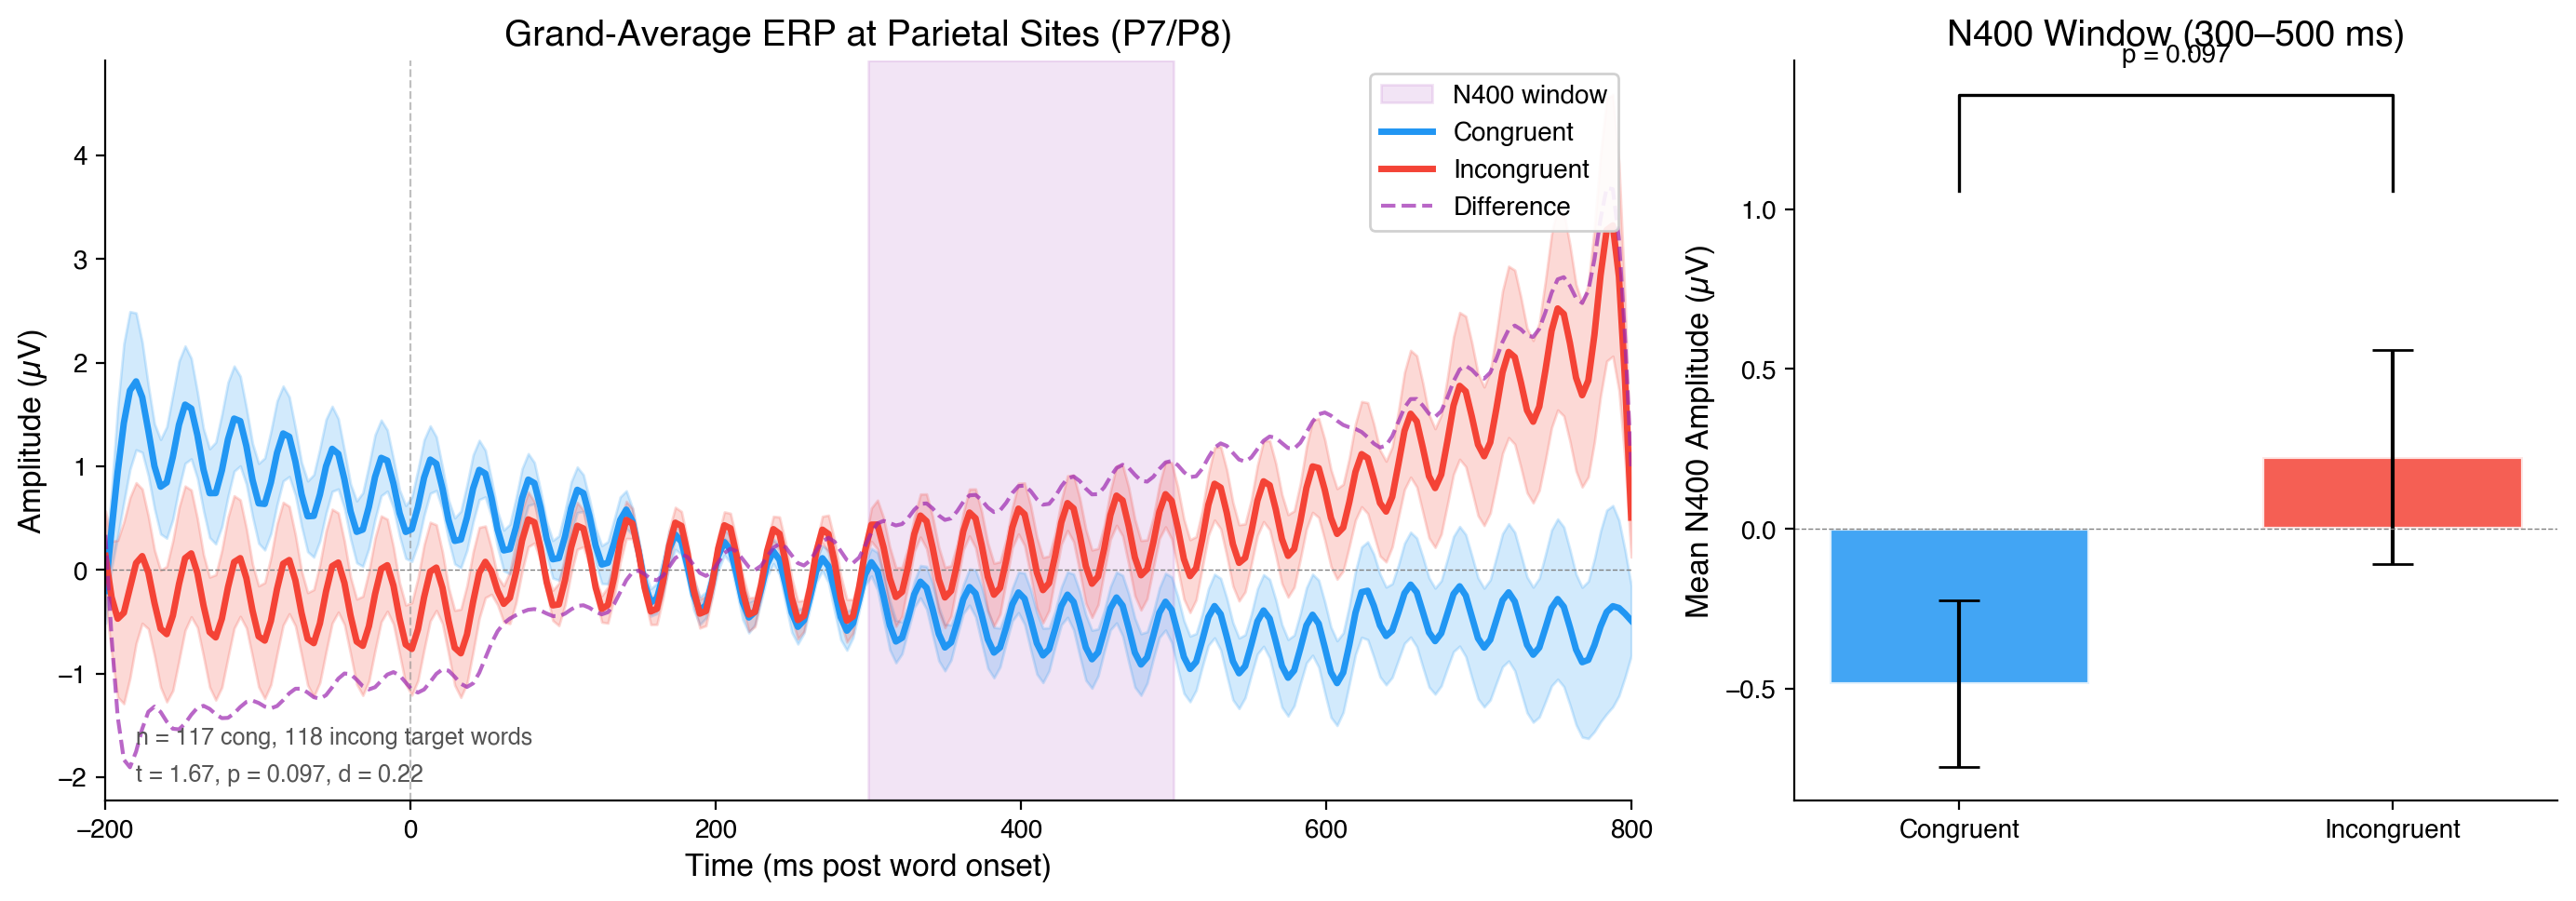 Grand-Average ERP at Parietal Sites (P7/P8)
Amplitude (µV)
4
3
2
1
0
−1
−2
N400 window
Congruent
Incongruent
Difference
n = 117 cong, 118 incong target words
t = 1.67, p = 0.097, d = 0.22
−200
0
200
400
600
800
Time (ms post word onset)
N400 Window (300–500 ms)
p = 0.097
Mean N400 Amplitude (µV)
1.0
0.5
0.0
−0.5
Congruent
Incongruent